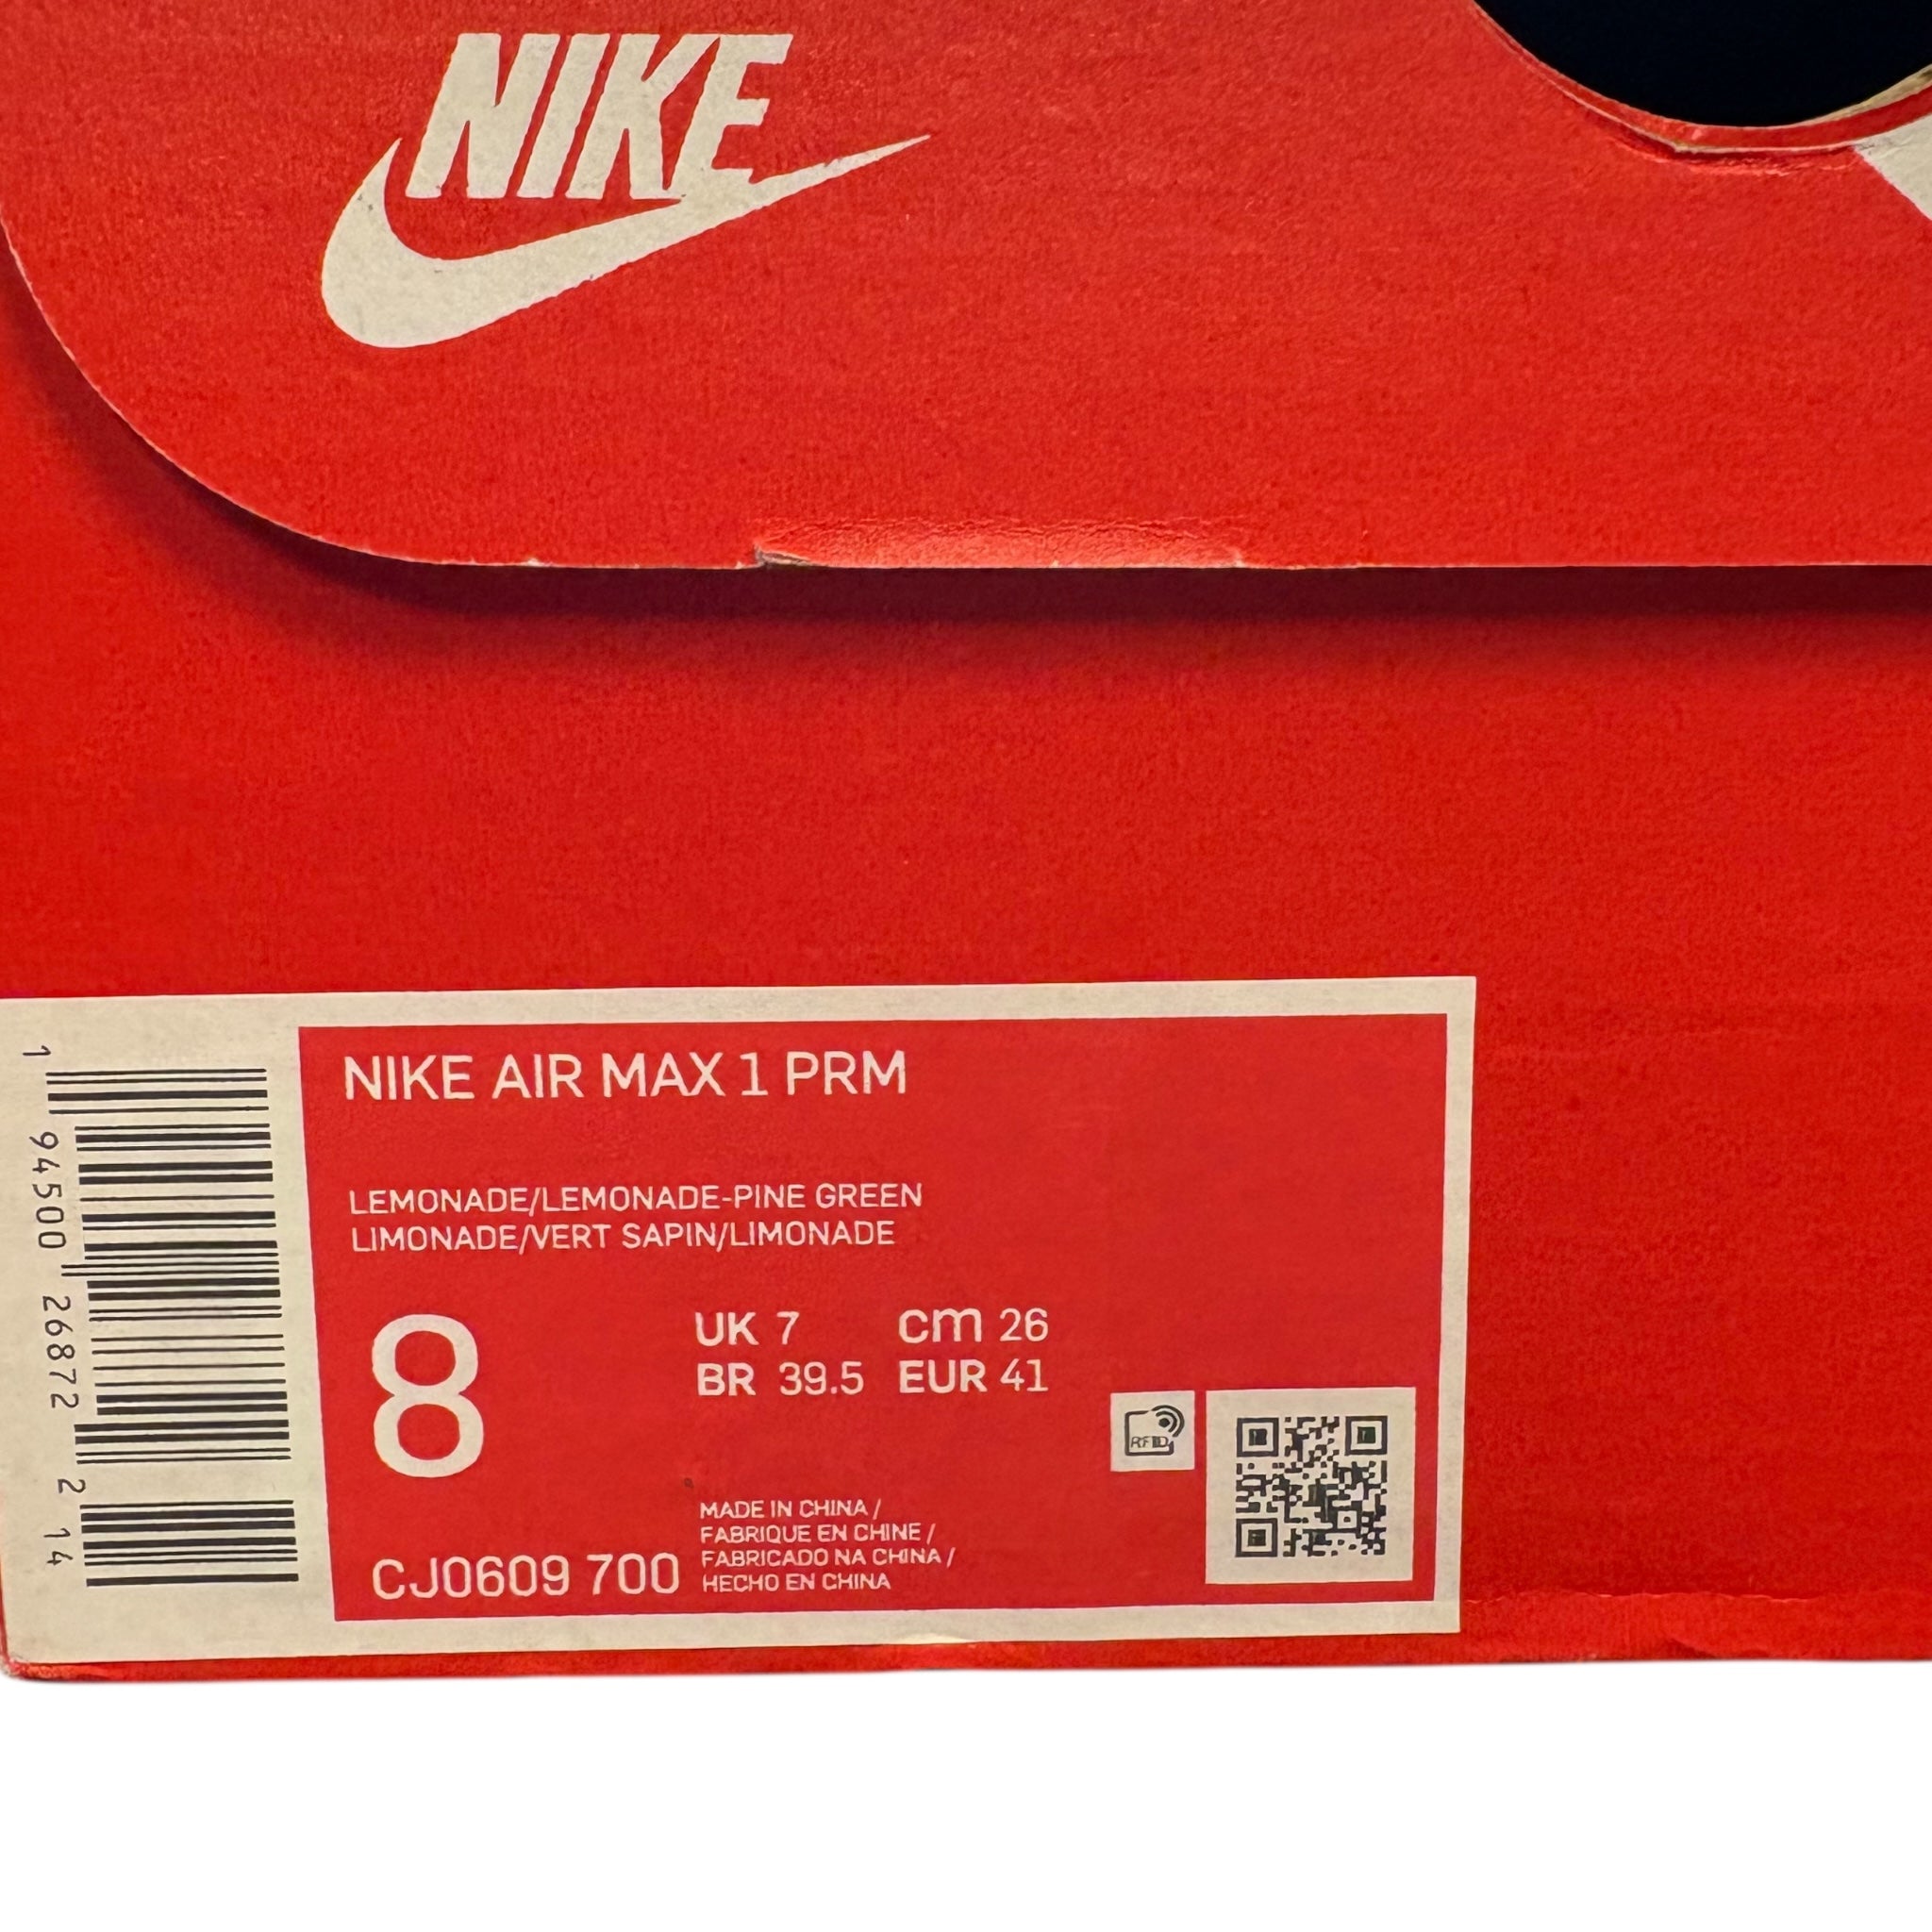 NIKE
NIKE AIR MAX 1 PRM
LEMONADE/LEMONADE-PINE GREEN
LIMONADE/VERT SAPIN/LIMONADE
8
UK 7 cm 26
BR 39.5 EUR 41
RFID
MADE IN CHINA /
FABRIQUE EN CHINE /
FABRICADO NA CHINA /
HECHO EN CHINA
CJ0609 700
1 94500 26872 2 14